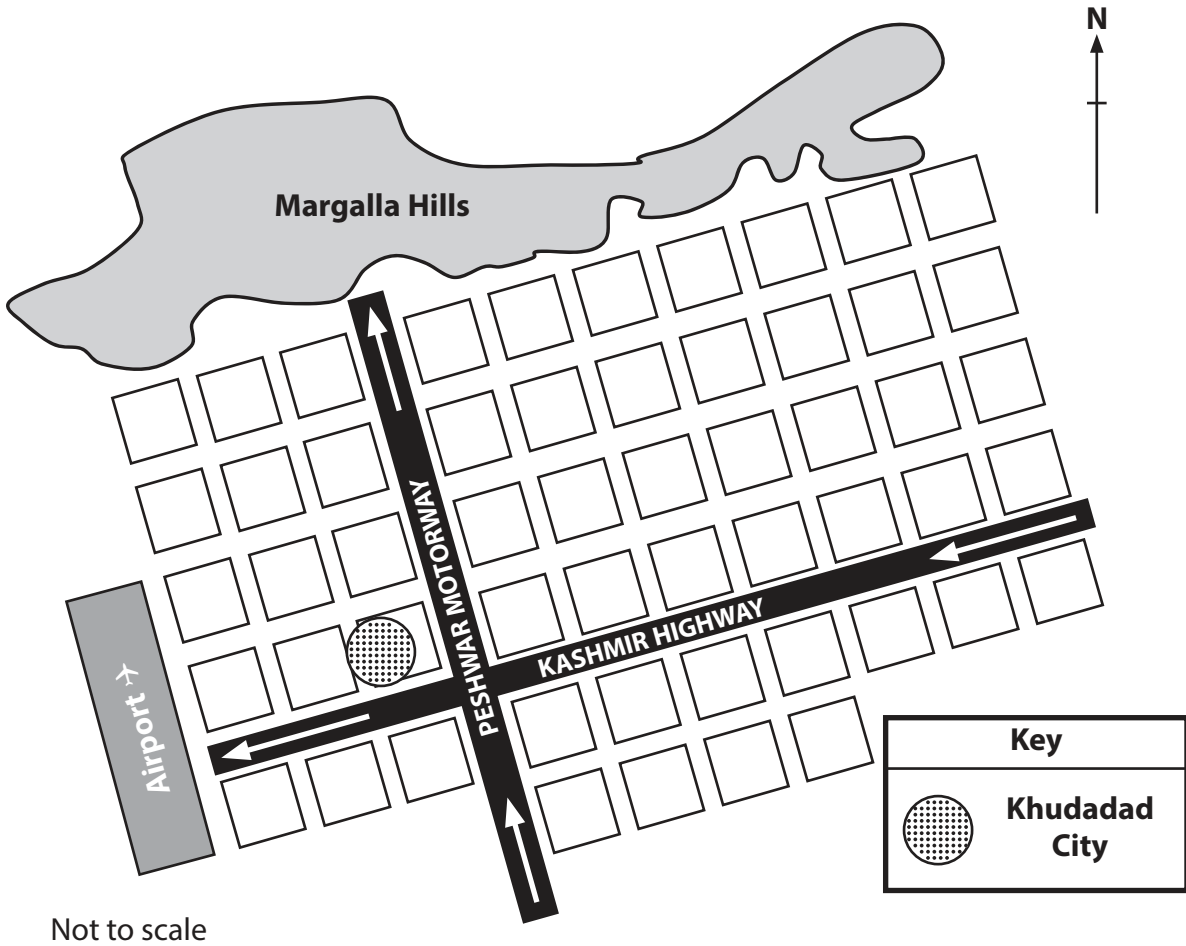 N
Margalla Hills
PESHWAR MOTORWAY
KASHMIR HIGHWAY
Airport
Key
Khudadad
City
Not to scale